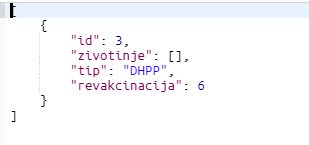 [
    {
        "id": 3,
        "zivotinje": [],
        "tip": "DHPP",
        "revakcinacija": 6
    }
]